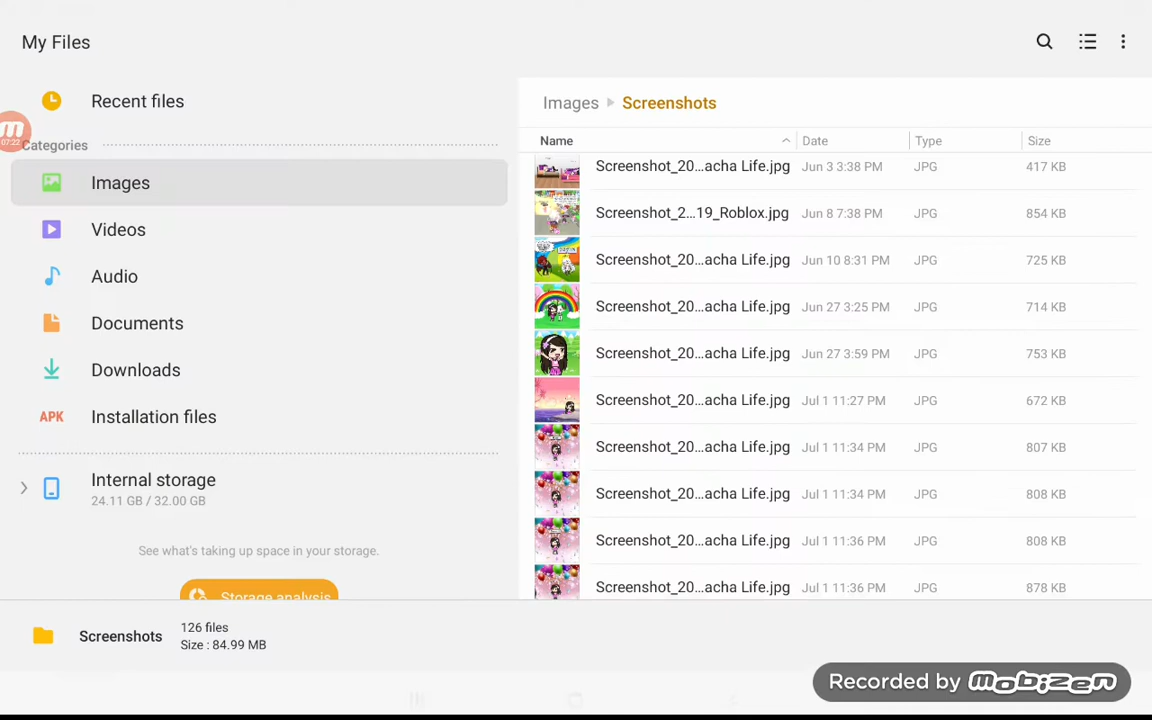 My Files
Recent files
07:22
Categories
Images
Videos
Audio
Documents
Downloads
APK
Installation files
Internal storage
24.11 GB / 32.00 GB
See what's taking up space in your storage.
Storage analysis
Images Screenshots
Name Date Type Size
Screenshot_20...acha Life.jpg Jun 3 3:38 PM JPG 417 KB
Screenshot_2...19_Roblox.jpg Jun 8 7:38 PM JPG 854 KB
Screenshot_20...acha Life.jpg Jun 10 8:31 PM JPG 725 KB
Screenshot_20...acha Life.jpg Jun 27 3:25 PM JPG 714 KB
Screenshot_20...acha Life.jpg Jun 27 3:59 PM JPG 753 KB
Screenshot_20...acha Life.jpg Jul 1 11:27 PM JPG 672 KB
Screenshot_20...acha Life.jpg Jul 1 11:34 PM JPG 807 KB
Screenshot_20...acha Life.jpg Jul 1 11:34 PM JPG 808 KB
Screenshot_20...acha Life.jpg Jul 1 11:36 PM JPG 808 KB
Screenshot_20...acha Life.jpg Jul 1 11:36 PM JPG 878 KB
Screenshots
126 files
Size : 84.99 MB
Recorded by mobizen